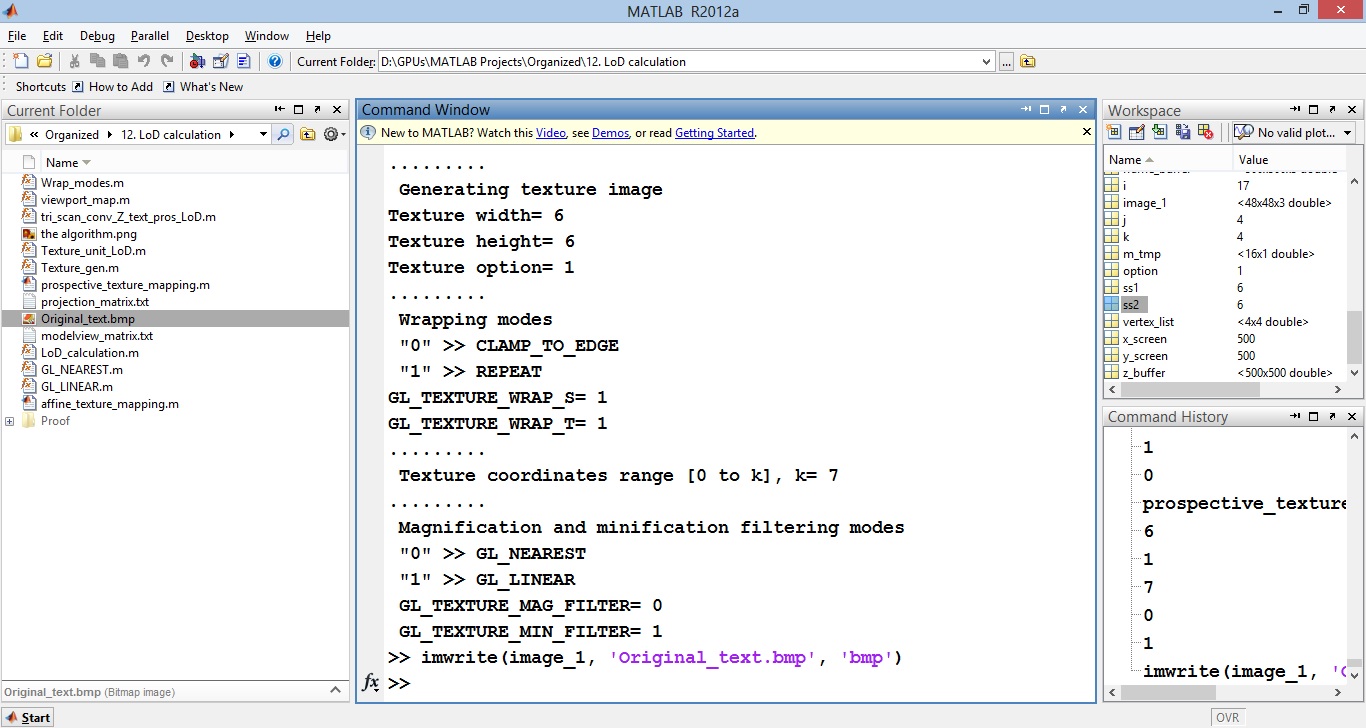 MATLAB R2012a
File Edit Debug Parallel Desktop Window Help
Current Folder: D:\GPUs\MATLAB Projects\Organized\12. LoD calculation ...
Shortcuts How to Add What's New
Current Folder
« Organized 12. LoD calculation
Name
Wrap_modes.m
viewport_map.m
tri_scan_conv_Z_text_pros_LoD.m
the algorithm.png
Texture_unit_LoD.m
Texture_gen.m
prospective_texture_mapping.m
projection_matrix.txt
Original_text.bmp
modelview_matrix.txt
LoD_calculation.m
GL_NEAREST.m
GL_LINEAR.m
affine_texture_mapping.m
Proof
Original_text.bmp (Bitmap image)
Command Window
New to MATLAB? Watch this Video, see Demos, or read Getting Started.
.........
Generating texture image
Texture width= 6
Texture height= 6
Texture option= 1
.........
Wrapping modes
"0" >> CLAMP_TO_EDGE
"1" >> REPEAT
GL_TEXTURE_WRAP_S= 1
GL_TEXTURE_WRAP_T= 1
.........
Texture coordinates range [0 to k], k= 7
.........
Magnification and minification filtering modes
"0" >> GL_NEAREST
"1" >> GL_LINEAR
GL_TEXTURE_MAG_FILTER= 0
GL_TEXTURE_MIN_FILTER= 1
>> imwrite(image_1, 'Original_text.bmp', 'bmp')
fx >>
Workspace
No valid plot...
Name Value
i 17
image_1 <48x48x3 double>
j 4
k 4
m_tmp <16x1 double>
option 1
ss1 6
ss2 6
vertex_list <4x4 double>
x_screen 500
y_screen 500
z_buffer <500x500 double>
Command History
1
0
prospective_texture
6
1
7
0
1
imwrite(image_1,
Start
OVR